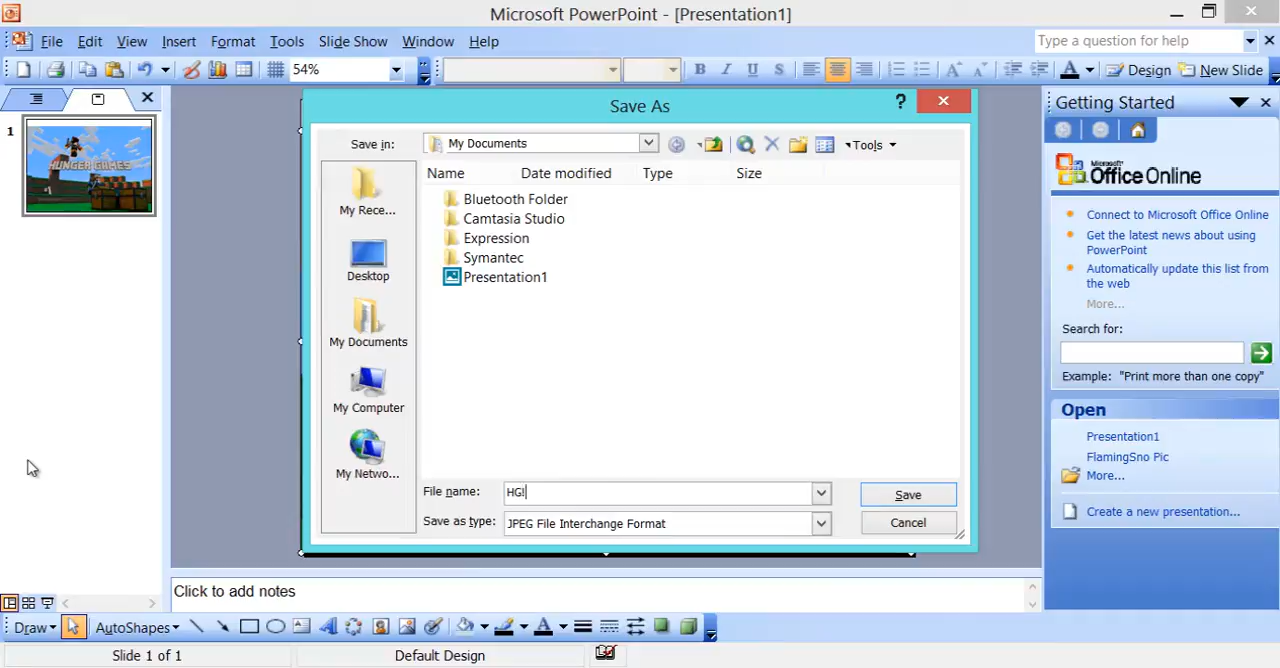 Microsoft PowerPoint - [Presentation1]
File Edit View Insert Format Tools Slide Show Window Help
Type a question for help
54%
B I U S
A Design New Slide
1
HUNGER GAMES
Save As
?
Save in: My Documents
Tools
Name Date modified Type Size
My Rece...
Desktop
My Documents
My Computer
My Netwo...
Bluetooth Folder
Camtasia Studio
Expression
Symantec
Presentation1
File name: HG!
Save
Save as type: JPEG File Interchange Format
Cancel
Getting Started
Microsoft
Office Online
Connect to Microsoft Office Online
Get the latest news about using
PowerPoint
Automatically update this list from
the web
More...
Search for:
Example: "Print more than one copy"
Open
Presentation1
FlamingSno Pic
More...
Create a new presentation...
Click to add notes
Draw AutoShapes
Slide 1 of 1
Default Design